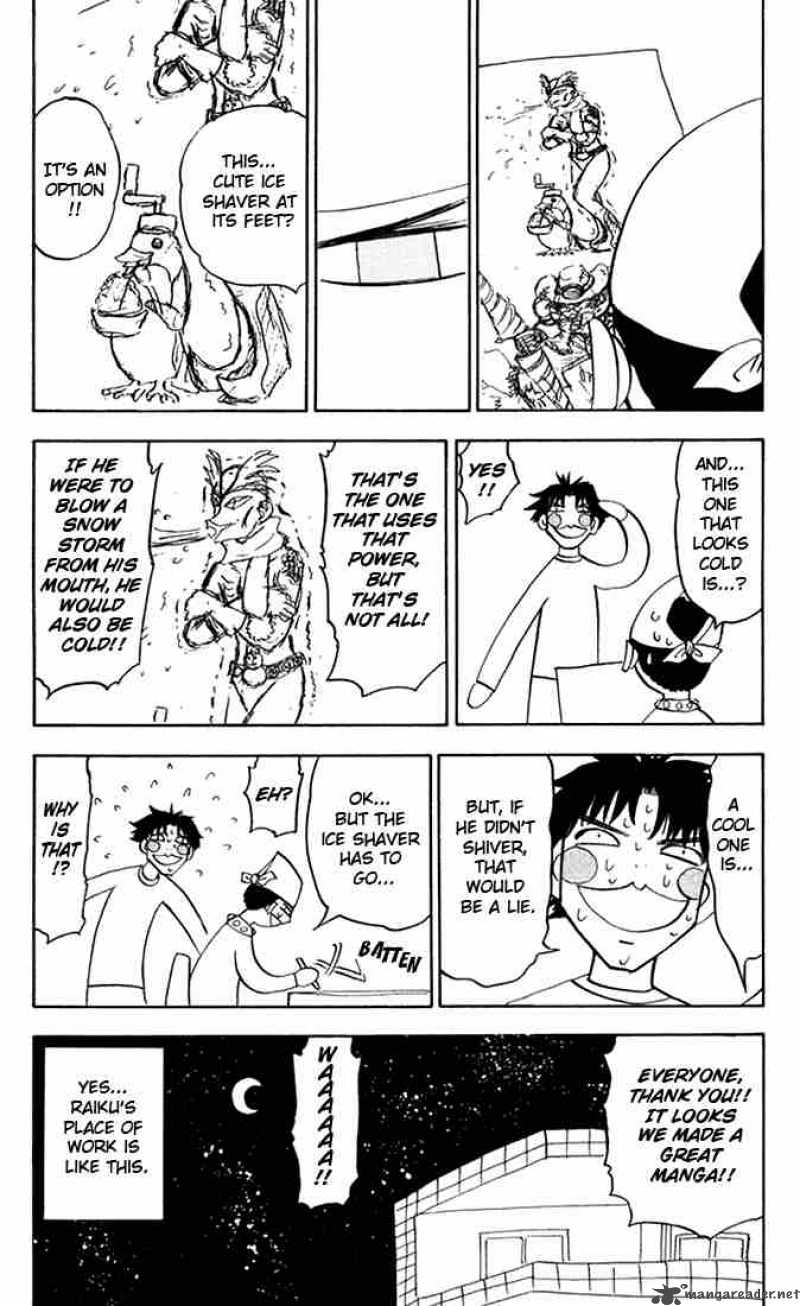 THIS...
CUTE ICE
SHAVER AT
ITS FEET?
IT'S AN
OPTION
!!
AND...
THIS
ONE
THAT
LOOKS
COLD
IS...?
YES
!!
THAT'S
THE ONE
THAT USES
THAT
POWER,
BUT
THAT'S
NOT ALL!
IF HE
WERE TO
BLOW A
SNOW
STORM
FROM HIS
MOUTH, HE
WOULD
ALSO BE
COLD!!
A
COOL
ONE
IS...
BUT, IF
HE DIDN'T
SHIVER,
THAT
WOULD
BE A LIE.
OK...
BUT THE
ICE SHAVER
HAS TO
GO...
BATTEN
EH?
WHY
IS
THAT
!?
EVERYONE,
THANK YOU!!
IT LOOKS
WE MADE A
GREAT
MANGA!!
WAAAAAA!!
YES...
RAIKU'S
PLACE OF
WORK IS
LIKE THIS.
mangareader.net